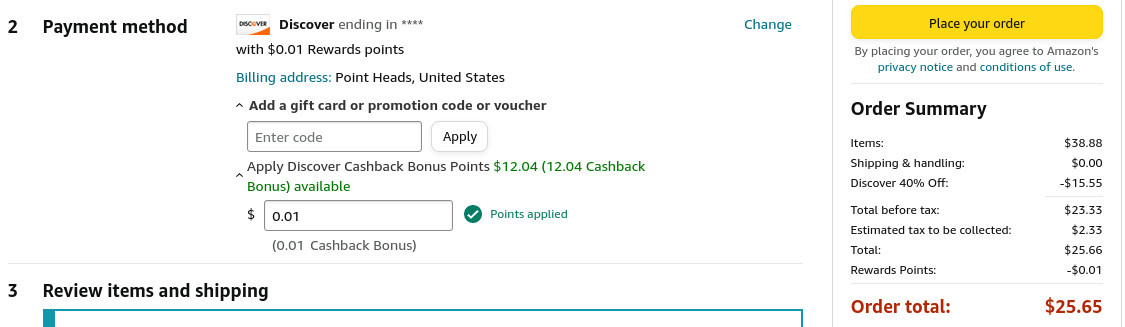 2 Payment method
DISCOVER Discover ending in ****
Change
with $0.01 Rewards points
Billing address: Point Heads, United States
Add a gift card or promotion code or voucher
Enter code
Apply
Apply Discover Cashback Bonus Points $12.04 (12.04 Cashback
Bonus) available
$ 0.01
Points applied
(0.01 Cashback Bonus)
3 Review items and shipping
Place your order
By placing your order, you agree to Amazon's
privacy notice and conditions of use.
Order Summary
Items: $38.88
Shipping & handling: $0.00
Discover 40% Off: -$15.55
Total before tax: $23.33
Estimated tax to be collected: $2.33
Total: $25.66
Rewards Points: -$0.01
Order total: $25.65